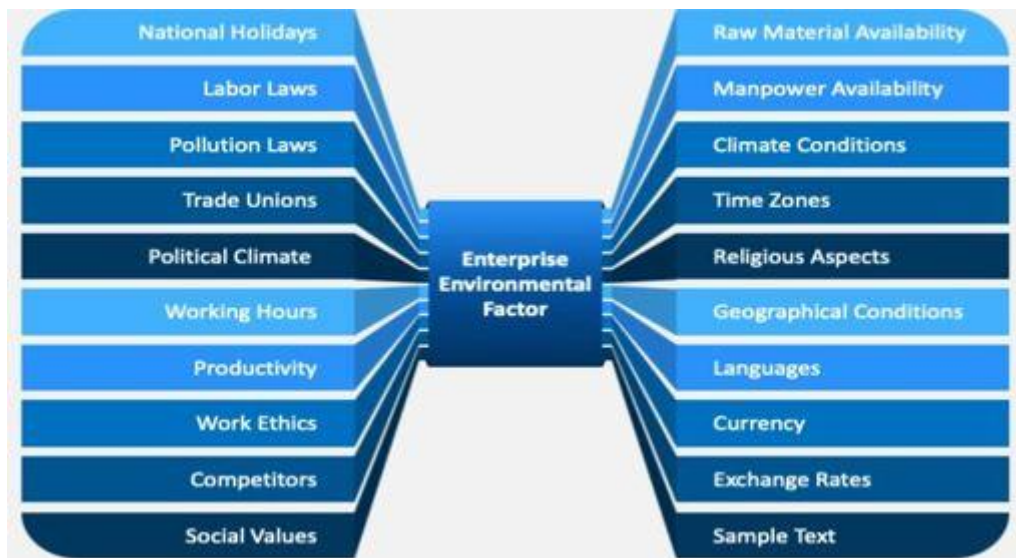 National Holidays
Labor Laws
Pollution Laws
Trade Unions
Political Climate
Working Hours
Productivity
Work Ethics
Competitors
Social Values
Enterprise
Environmental
Factor
Raw Material Availability
Manpower Availability
Climate Conditions
Time Zones
Religious Aspects
Geographical Conditions
Languages
Currency
Exchange Rates
Sample Text